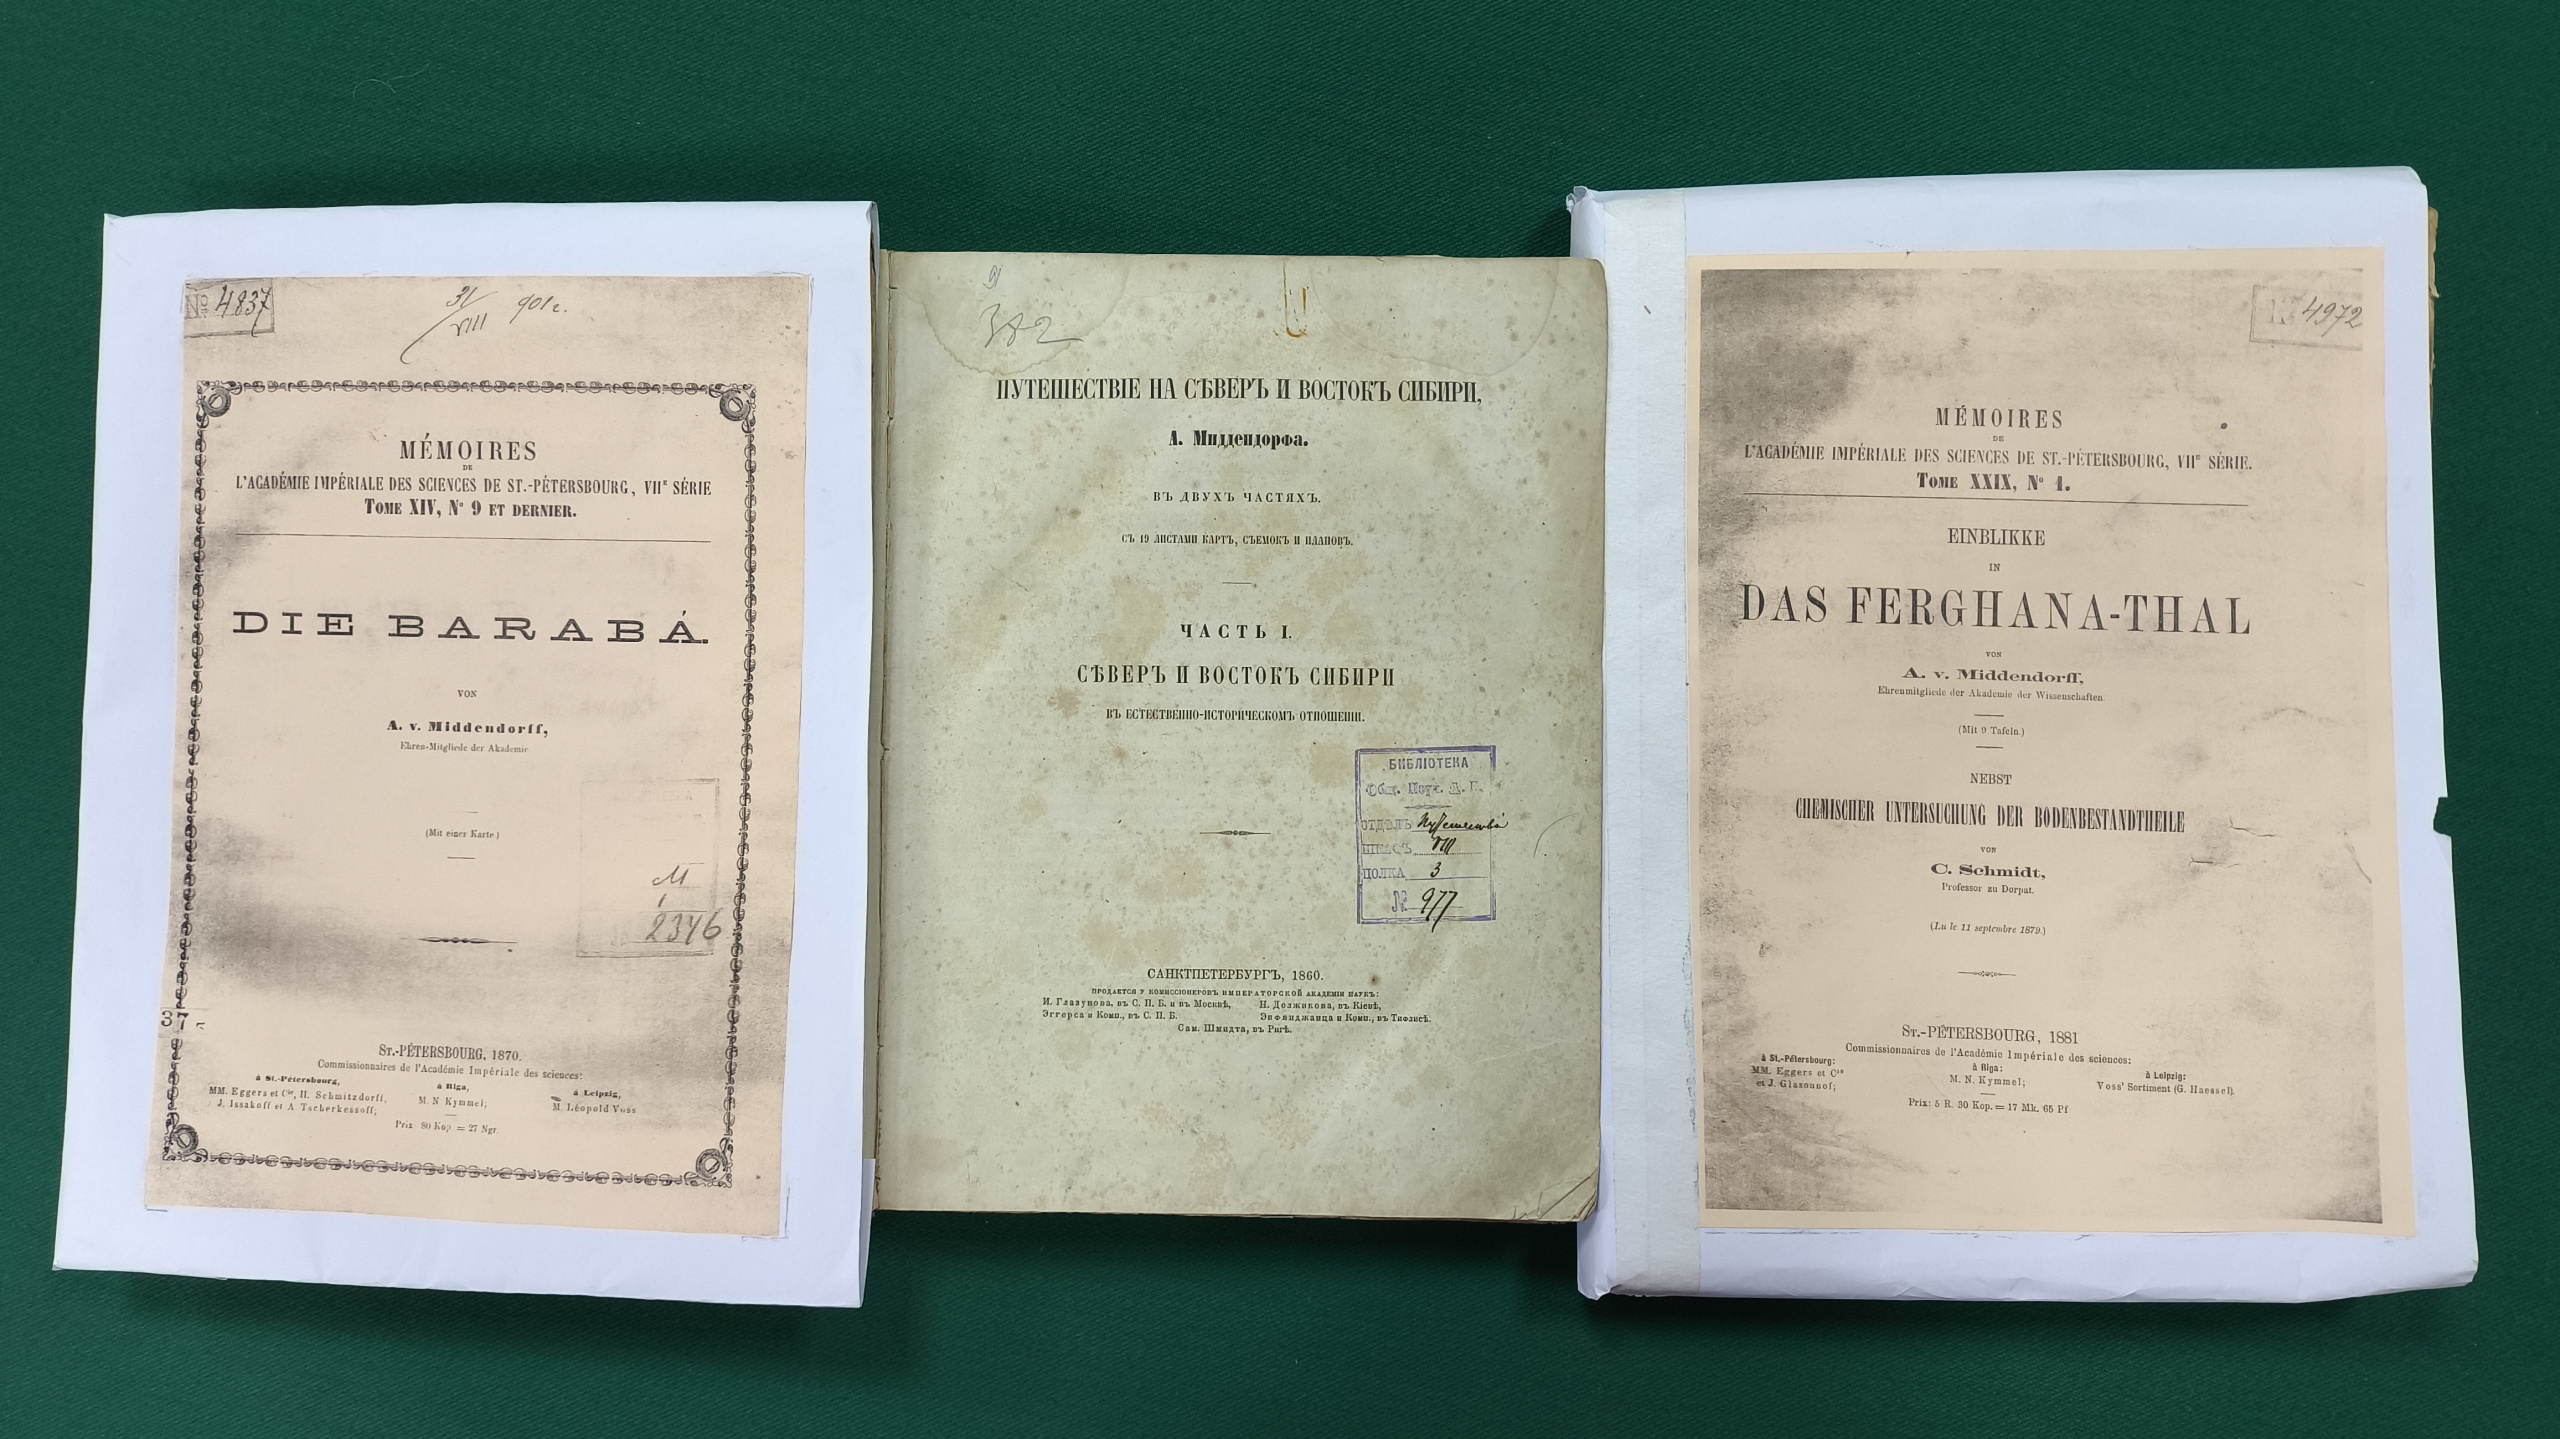 № 4837
31/VIII 901 г.
MÉMOIRES
DE
L'ACADÉMIE IMPÉRIALE DES SCIENCES DE ST.-PÉTERSBOURG, VIIE SÉRIE
TOME XIV, No 9 ET DERNIER.
DIE BARABÁ.
VON
A. v. Middendorff,
Ehren-Mitgliede der Akademie
(Mit einer Karte.)
M
2346
ST.-PÉTERSBOURG, 1870.
Commissionnaires de l'Académie Impériale des sciences:
à St.-Pétersbourg,
MM. Eggers et Cie, H. Schmitzdorff,
J. Issakoff et A Tscherkessoff;
à Riga,
M. N Kymmel;
à Leipzig,
M. Léopold Voss
Prix 80 Kop = 27 Ngr.
382
ПУТЕШЕСТВІЕ НА СѢВЕРЪ И ВОСТОКЪ СИБИРИ,
А. Миддендорфа.
ВЪ ДВУХЪ ЧАСТЯХЪ.
СЪ 19 ЛИСТАМИ КАРТЪ, СЪЕМОКЪ И ПЛАНОВЪ.
ЧАСТЬ I.
СѢВЕРЪ И ВОСТОКЪ СИБИРИ
ВЪ ЕСТЕСТВЕННО-ИСТОРИЧЕСКОМЪ ОТНОШЕНІИ.
БИБЛІОТЕКА
ОТДѢЛЪ Путешествія
ШКАФЪ VIII
ПОЛКА 3
№ 977
САНКТПЕТЕРБУРГЪ, 1860.
ПРОДАЕТСЯ У КОМИССІОНЕРОВЪ ИМПЕРАТОРСКОЙ АКАДЕМІИ НАУКЪ:
И. Глазунова, въ С. П. Б. и въ Москвѣ,
Эггерса и Комп., въ С. П. Б.
Н. Должикова, въ Кіевѣ,
Энфянджянца и Комп., въ Тифлисѣ.
Сам. Шмидта, въ Ригѣ.
№ 4972
MÉMOIRES
DE
L'ACADÉMIE IMPÉRIALE DES SCIENCES DE ST.-PÉTERSBOURG, VIIE SÉRIE.
TOME XXIX, No 1.
EINBLIKKE
IN
DAS FERGHANA-THAL
VON
A. v. Middendorff,
Ehrenmitgliede der Akademie der Wissenschaften.
(Mit 9 Tafeln.)
NEBST
CHEMISCHER UNTERSUCHUNG DER BODENBESTANDTHEILE
VON
C. Schmidt,
Professor zu Dorpat.
(Lu le 11 septembre 1879.)
ST.-PÉTERSBOURG, 1881
Commissionnaires de l'Académie Impériale des sciences:
à St.-Pétersbourg:
MM. Eggers et Cie
et J. Glasounof;
à Riga:
M. N. Kymmel;
à Leipzig:
Voss' Sortiment (G. Haessel).
Prix: 5 R. 30 Kop. = 17 Mk. 65 Pf